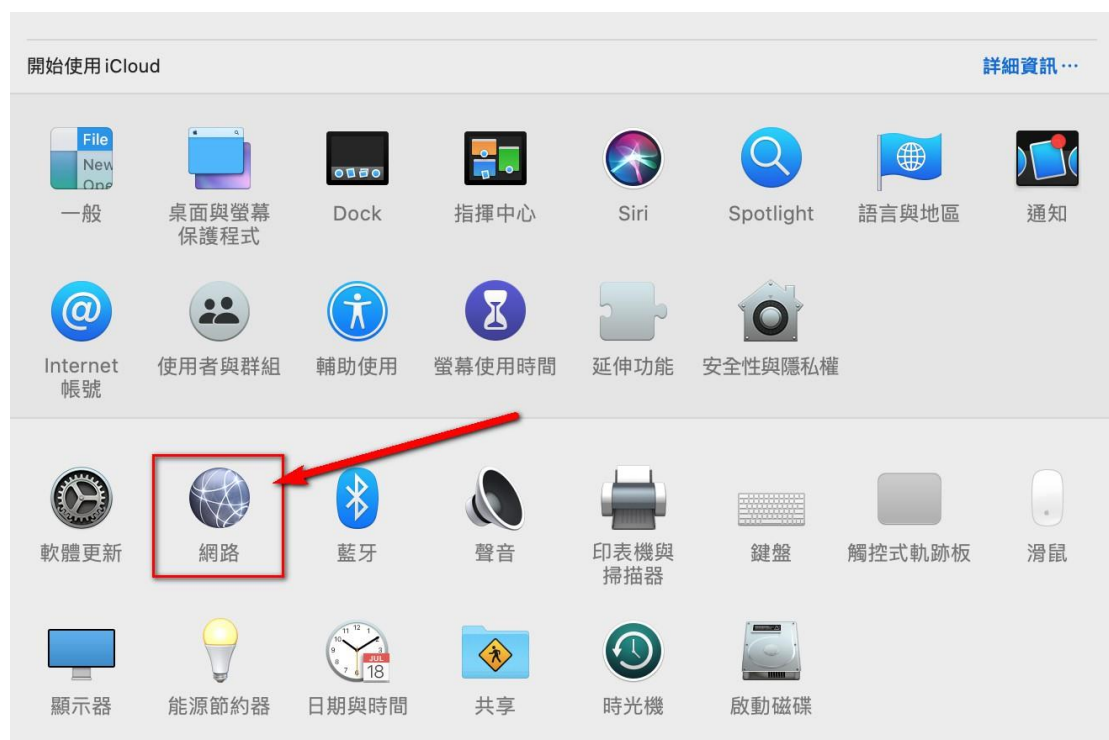 開始使用 iCloud
詳細資訊…
File
New
一般
桌面與螢幕
保護程式
Dock
指揮中心
Siri
Spotlight
語言與地區
通知
@
Internet
帳號
使用者與群組
輔助使用
螢幕使用時間
延伸功能
安全性與隱私權
軟體更新
網路
藍牙
聲音
印表機與
掃描器
鍵盤
觸控式軌跡板
滑鼠
JUL
18
顯示器
能源節約器
日期與時間
共享
時光機
啟動磁碟